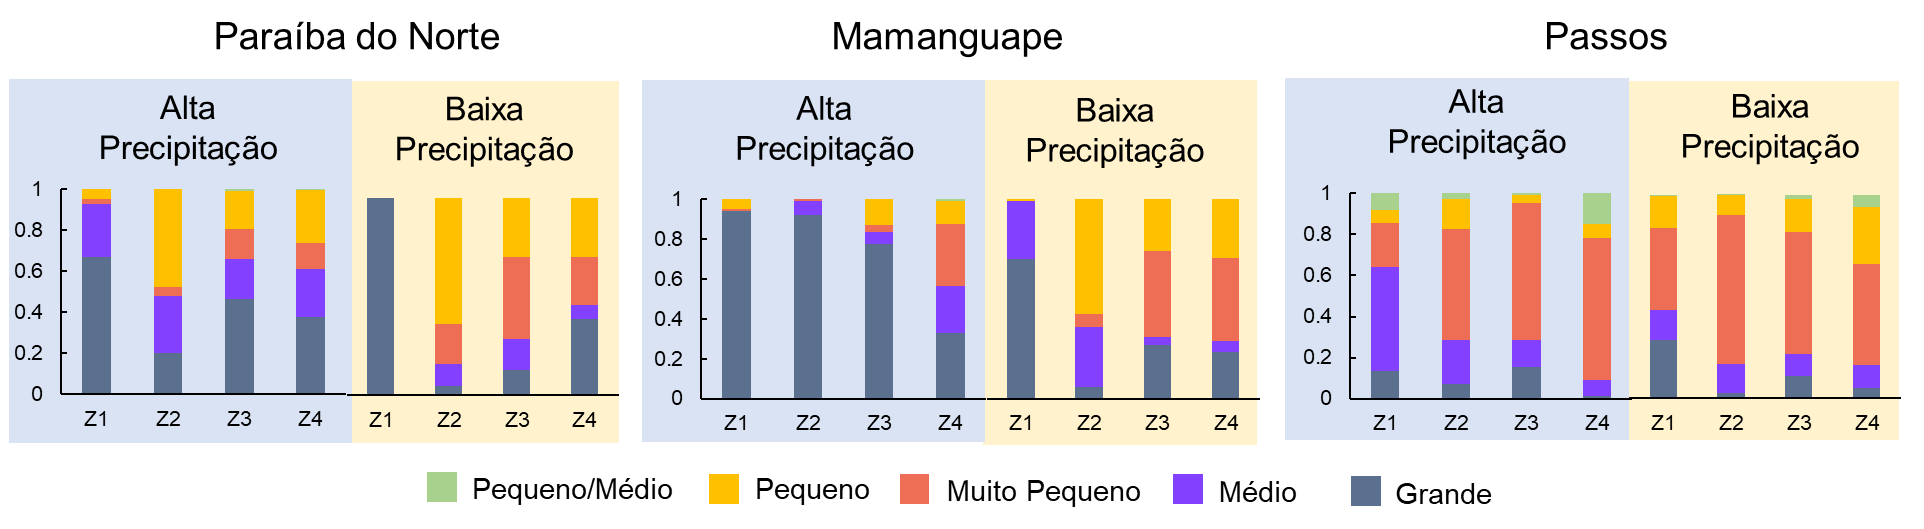 Paraíba do Norte
Mamanguape
Passos
Alta
Precipitação
Baixa
Precipitação
Alta
Precipitação
Baixa
Precipitação
Alta
Precipitação
Baixa
Precipitação
1
0.8
0.6
0.4
0.2
0
Z1 Z2 Z3 Z4 Z1 Z2 Z3 Z4
1
0.8
0.6
0.4
0.2
0
Z1 Z2 Z3 Z4 Z1 Z2 Z3 Z4
1
0.8
0.6
0.4
0.2
0
Z1 Z2 Z3 Z4 Z1 Z2 Z3 Z4
Pequeno/Médio Pequeno Muito Pequeno Médio Grande